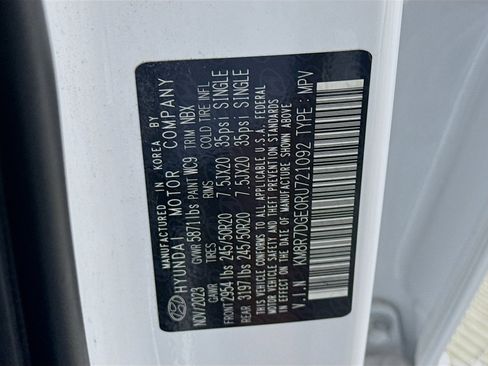 MANUFACTURED IN KOREA BY
HYUNDAI MOTOR COMPANY
NOV/2023 GVWR 5871lbs PAINT WC9 TRIM NBX
TIRES RIMS COLD TIRE INFL
FRONT 2954 lbs 245/50R20 7.5JX20 35psi SINGLE
REAR 3197 lbs 245/50R20 7.5JX20 35psi SINGLE
THIS VEHICLE CONFORMS TO ALL APPLICABLE U.S.A. FEDERAL
MOTOR VEHICLE SAFETY AND THEFT PREVENTION STANDARDS
IN EFFECT ON THE DATE OF MANUFACTURE SHOWN ABOVE.
V.I.N : KM8R7DGE0RU721092 TYPE : MPV